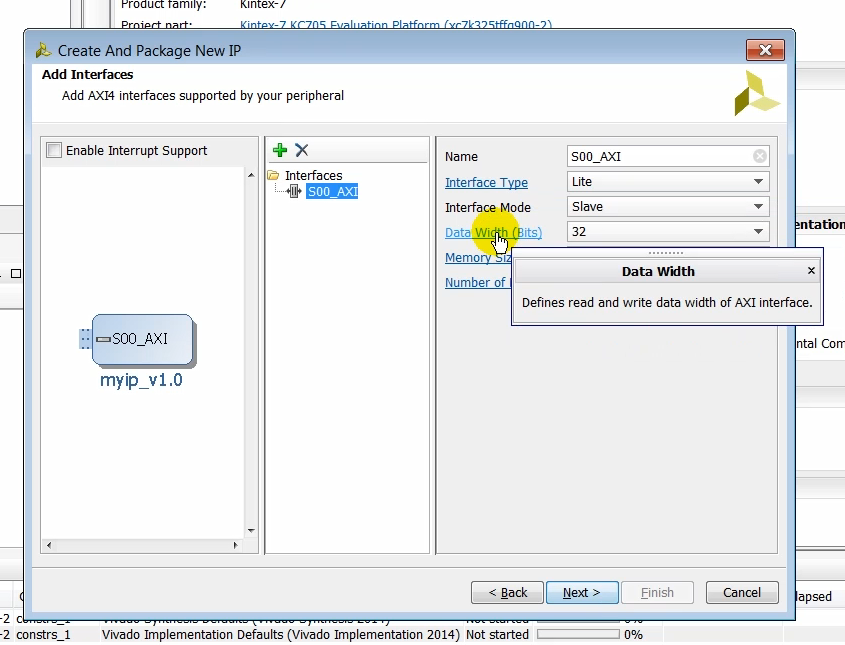 Product family: Kintex-7
Project part: Kintex-7 KC705 Evaluation Platform (xc7k325tffg900-2)
Create And Package New IP
Add Interfaces
Add AXI4 interfaces supported by your peripheral
Enable Interrupt Support
Interfaces
S00_AXI
S00_AXI
myip_v1.0
Name S00_AXI
Interface Type Lite
Interface Mode Slave
Data Width (Bits) 32
Memory Siz
Number of
Data Width
Defines read and write data width of AXI interface.
entation
ntal Com
< Back Next > Finish Cancel
lapsed
-2 constrs_1 Vivado Synthesis Defaults (Vivado Synthesis 2014) Not started 0%
-2 constrs_1 Vivado Implementation Defaults (Vivado Implementation 2014) Not started 0%